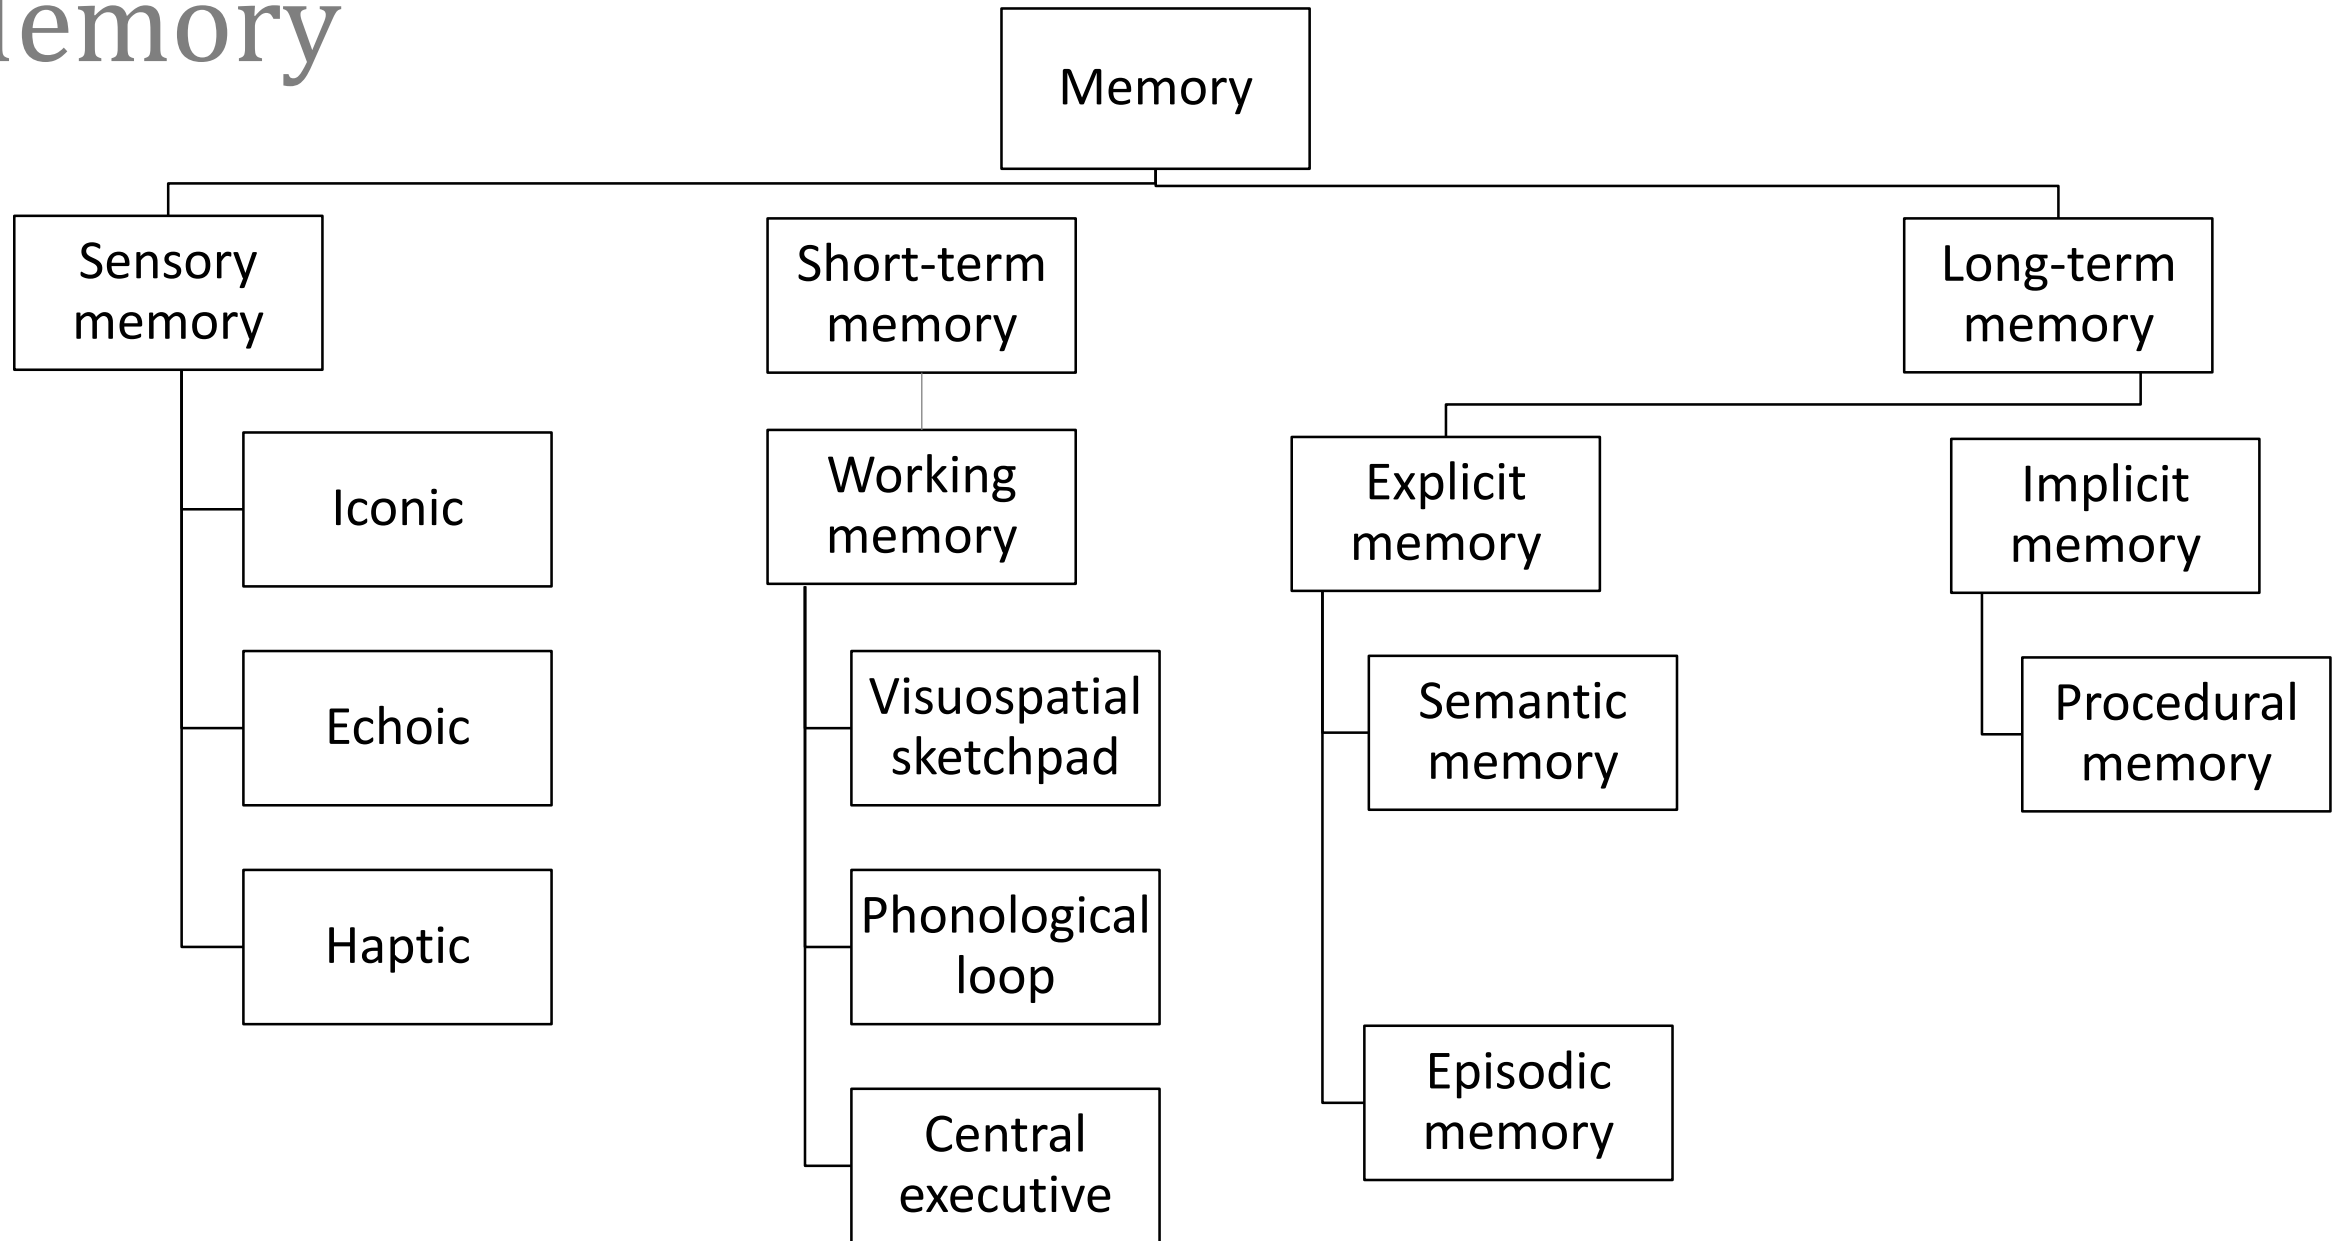 lemory
Memory
Sensory
memory
Short-term
memory
Long-term
memory
Iconic
Echoic
Haptic
Working
memory
Visuospatial
sketchpad
Phonological
loop
Central
executive
Explicit
memory
Semantic
memory
Episodic
memory
Implicit
memory
Procedural
memory